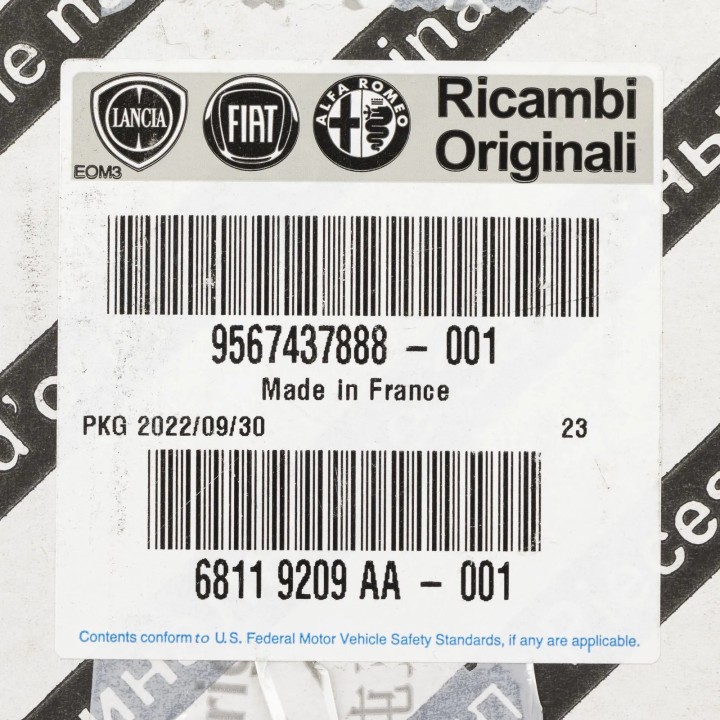 LANCIA
FIAT
ALFA ROMEO
Ricambi
Originali
EOM3
9567437888 - 001
Made in France
PKG 2022/09/30 23
6811 9209 AA - 001
Contents conform to U.S. Federal Motor Vehicle Safety Standards, if any are applicable.